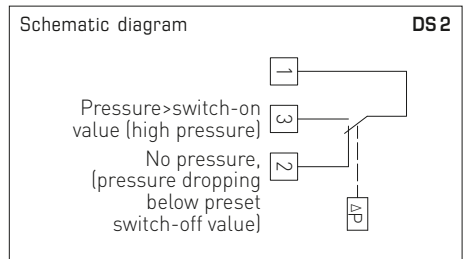 Schematic diagram DS 2
1
Pressure>switch-on
value (high pressure)
3
No pressure,
(pressure dropping
below preset
switch-off value)
2
ΔP